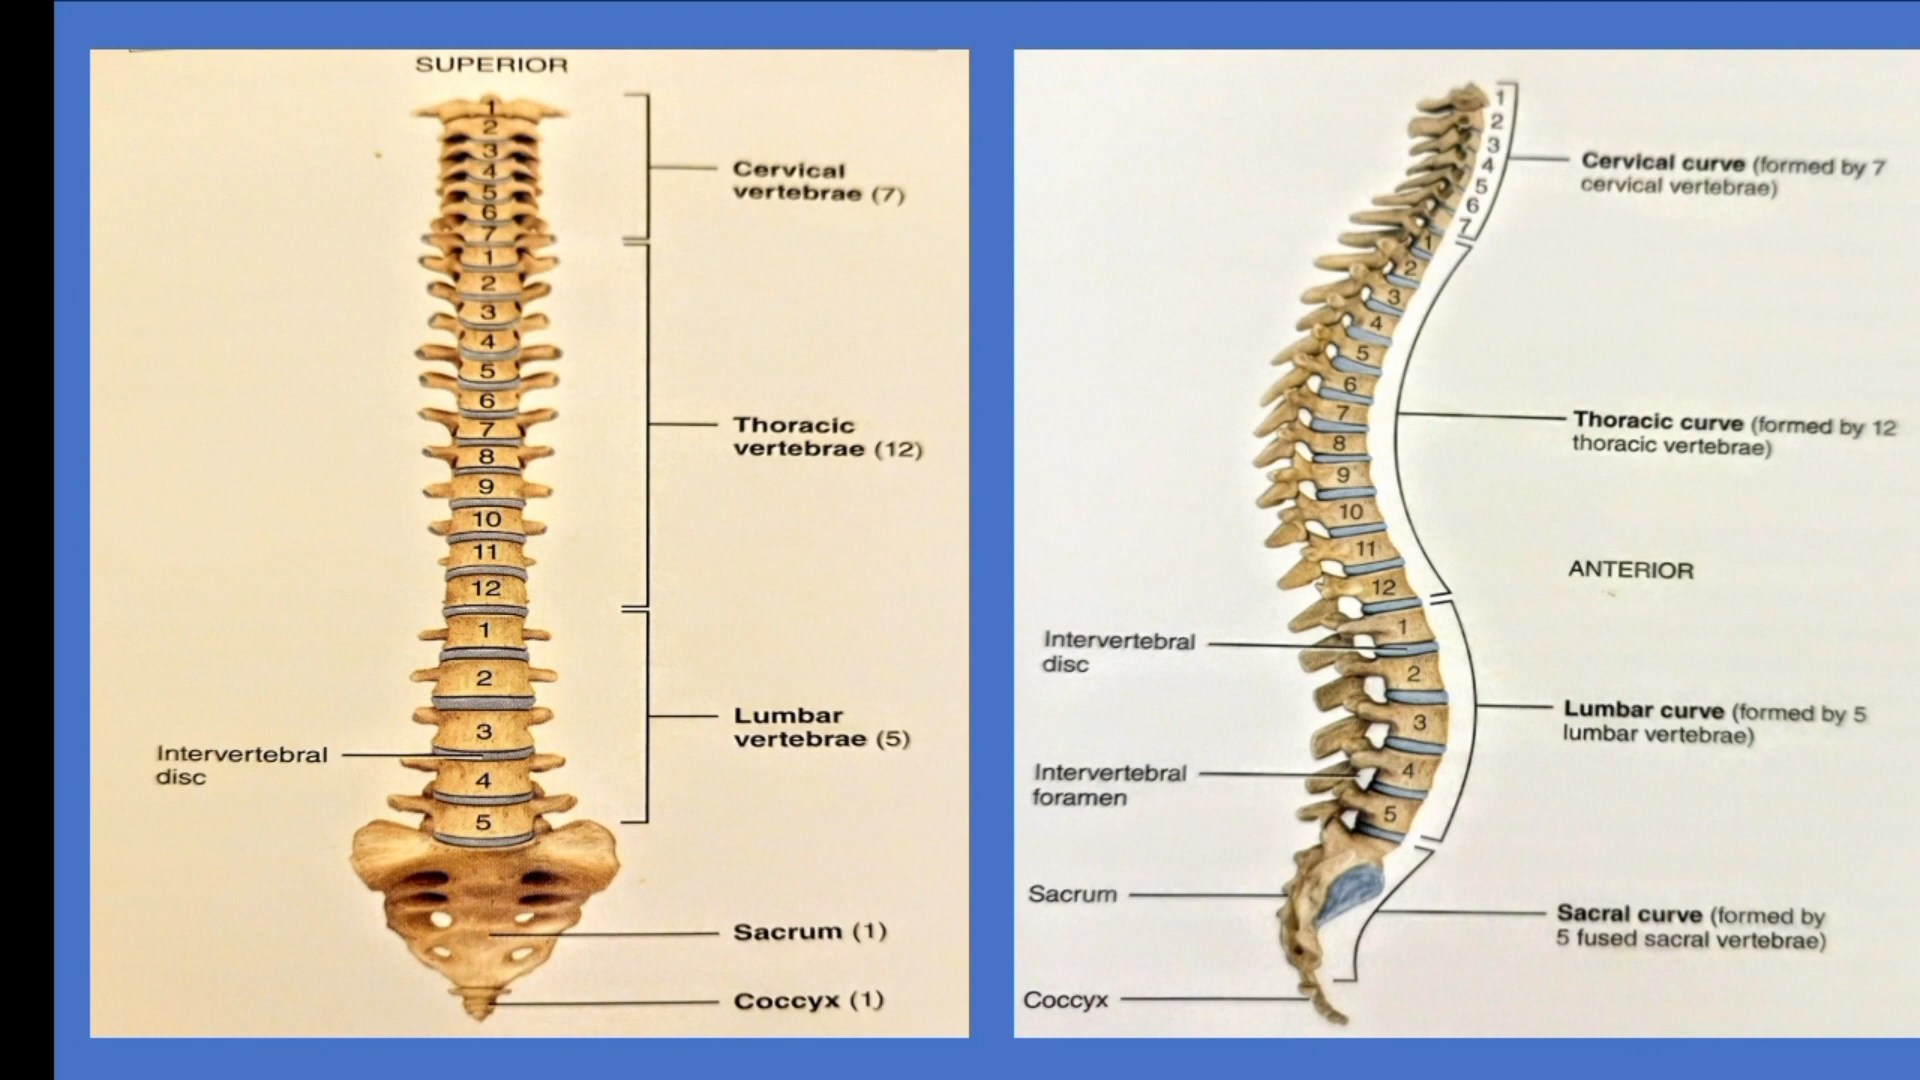 SUPERIOR
1
2
3
4
5
6
7
1
2
3
4
5
6
7
8
9
10
11
12
1
2
3
4
5
Cervical
vertebrae (7)
Thoracic
vertebrae (12)
Lumbar
vertebrae (5)
Intervertebral
disc
Sacrum (1)
Coccyx (1)
1
2
3
4
5
6
7
1
2
3
4
5
6
7
8
9
10
11
12
1
2
3
4
5
Cervical curve (formed by 7
cervical vertebrae)
Thoracic curve (formed by 12
thoracic vertebrae)
ANTERIOR
Intervertebral
disc
Lumbar curve (formed by 5
lumbar vertebrae)
Intervertebral
foramen
Sacrum
Sacral curve (formed by
5 fused sacral vertebrae)
Coccyx